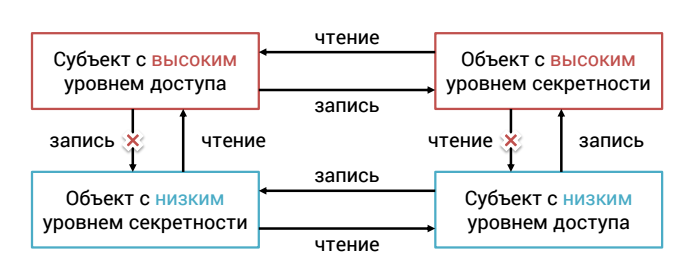 чтение
Субъект с высоким
уровнем доступа
Объект с высоким
уровнем секретности
запись
запись
чтение
чтение
запись
Объект с низким
уровнем секретности
запись
Субъект с низким
уровнем доступа
чтение